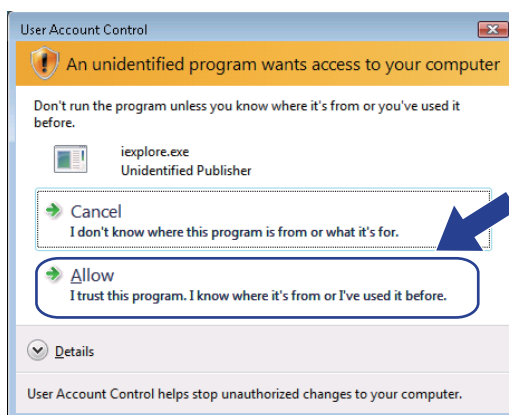 User Account Control
An unidentified program wants access to your computer
Don't run the program unless you know where it's from or you've used it
before.
iexplore.exe
Unidentified Publisher
Cancel
I don't know where this program is from or what it's for.
Allow
I trust this program. I know where it's from or I've used it before.
Details
User Account Control helps stop unauthorized changes to your computer.